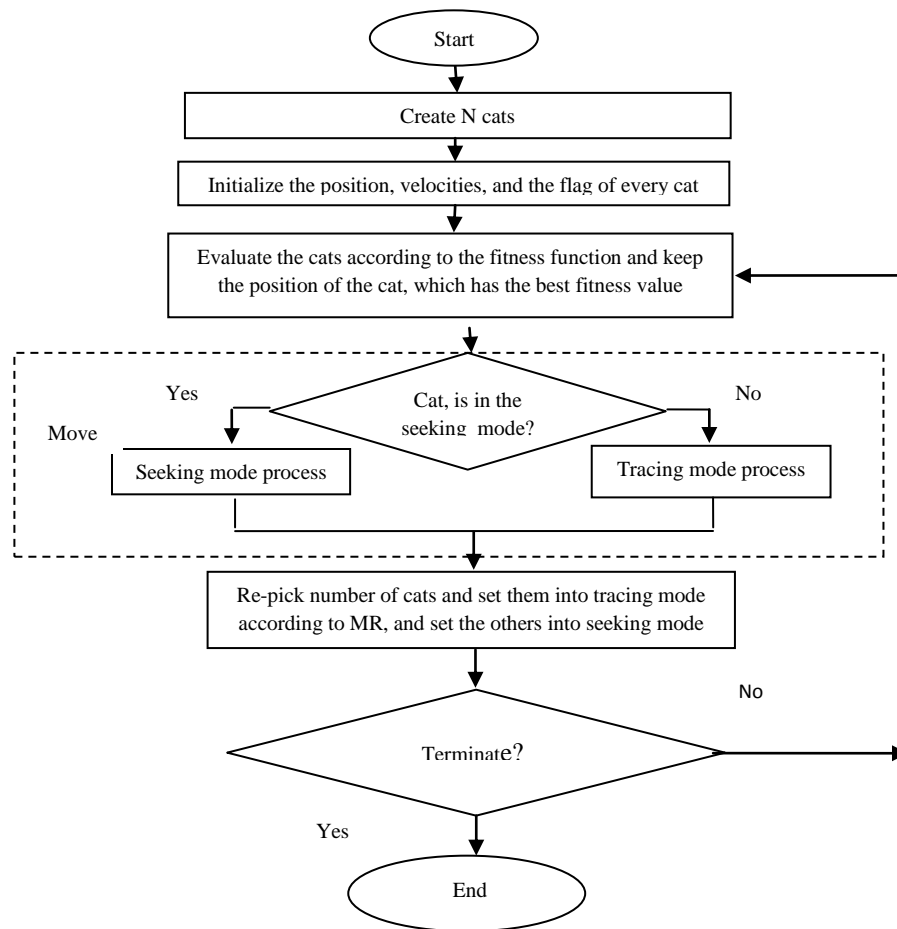 Start
Create N cats
Initialize the position, velocities, and the flag of every cat
Evaluate the cats according to the fitness function and keep
the position of the cat, which has the best fitness value
Yes
Cat, is in the
seeking mode?
No
Move
Seeking mode process
Tracing mode process
Re-pick number of cats and set them into tracing mode
according to MR, and set the others into seeking mode
No
Terminate?
Yes
End